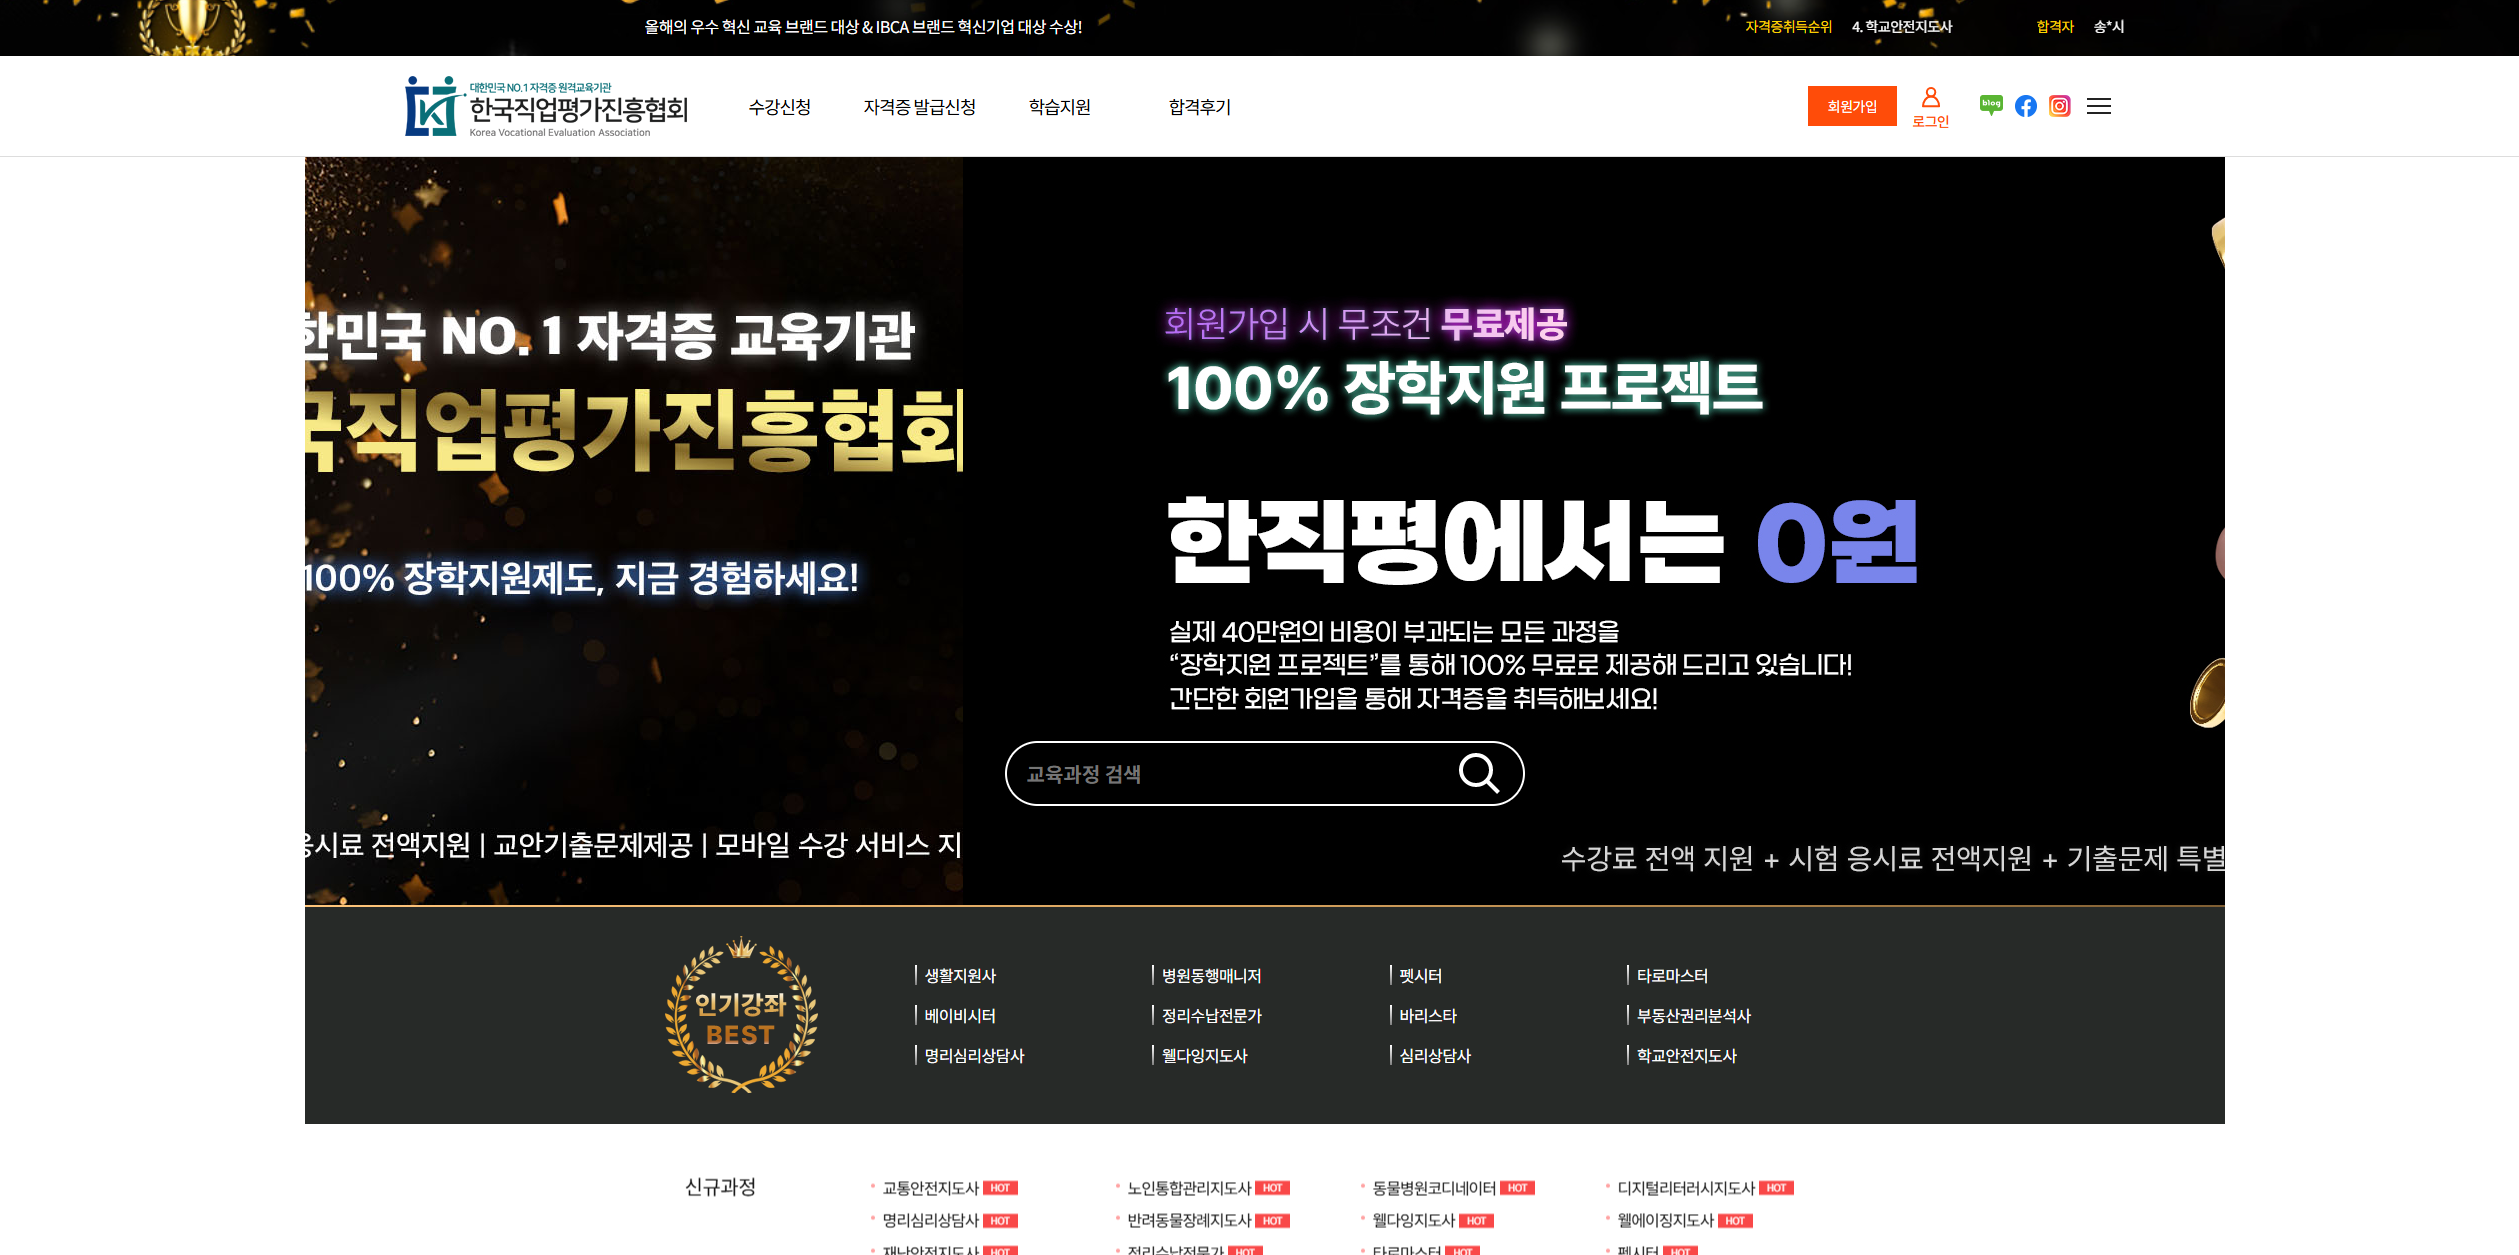 올해의 우수 혁신 교육 브랜드 대상 & IBCA 브랜드 혁신기업 대상 수상!
자격증취득순위 4. 학교안전지도사 합격자 송*시
대한민국 NO.1 자격증 원격교육기관
한국직업평가진흥협회
Korea Vocational Evaluation Association
수강신청 자격증 발급신청 학습지원 합격후기
회원가입
로그인
blog
한민국 NO. 1 자격증 교육기관
국직업평가진흥협회
100% 장학지원제도, 지금 경험하세요!
응시료 전액지원 | 교안기출문제제공 | 모바일 수강 서비스 지
회원가입 시 무조건 무료제공
100% 장학지원 프로젝트
한직평에서는 0원
실제 40만원의 비용이 부과되는 모든 과정을
“장학지원 프로젝트”를 통해 100% 무료로 제공해 드리고 있습니다!
간단한 회원가입을 통해 자격증을 취득해보세요!
교육과정 검색
수강료 전액 지원 + 시험 응시료 전액지원 + 기출문제 특별
인기강좌
BEST
생활지원사 병원동행매니저 펫시터 타로마스터
베이비시터 정리수납전문가 바리스타 부동산권리분석사
명리심리상담사 웰다잉지도사 심리상담사 학교안전지도사
신규과정
교통안전지도사 HOT 노인통합관리지도사 HOT 동물병원코디네이터 HOT 디지털리터러시지도사 HOT
명리심리상담사 HOT 반려동물장례지도사 HOT 웰다잉지도사 HOT 웰에이징지도사 HOT
재난안전지도사 HOT 정리수납전문가 HOT 타로마스터 HOT 펫시터 HOT